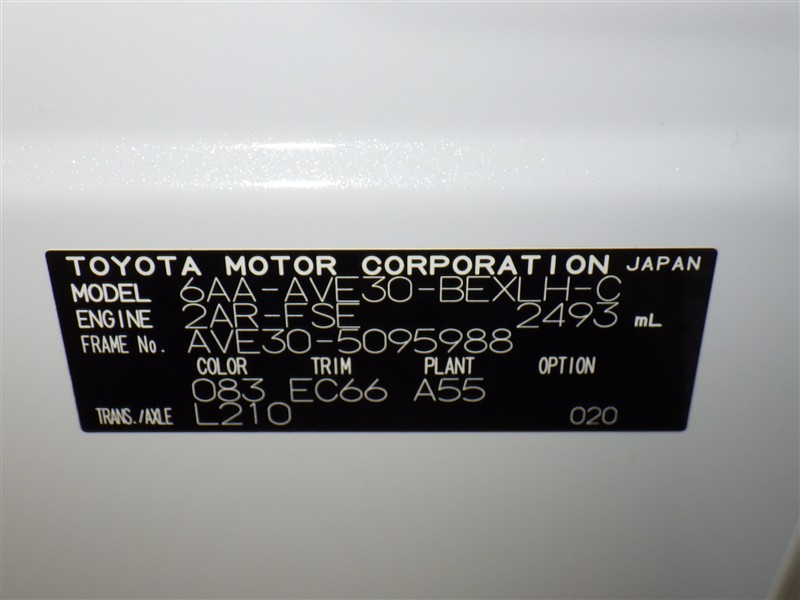 TOYOTA MOTOR CORPORATION JAPAN
MODEL 6AA-AVE30-BEXLH-C
ENGINE 2AR-FSE 2493 mL
FRAME No. AVE30-5095988
COLOR TRIM PLANT OPTION
083 EC66 A55
TRANS./AXLE L210 020